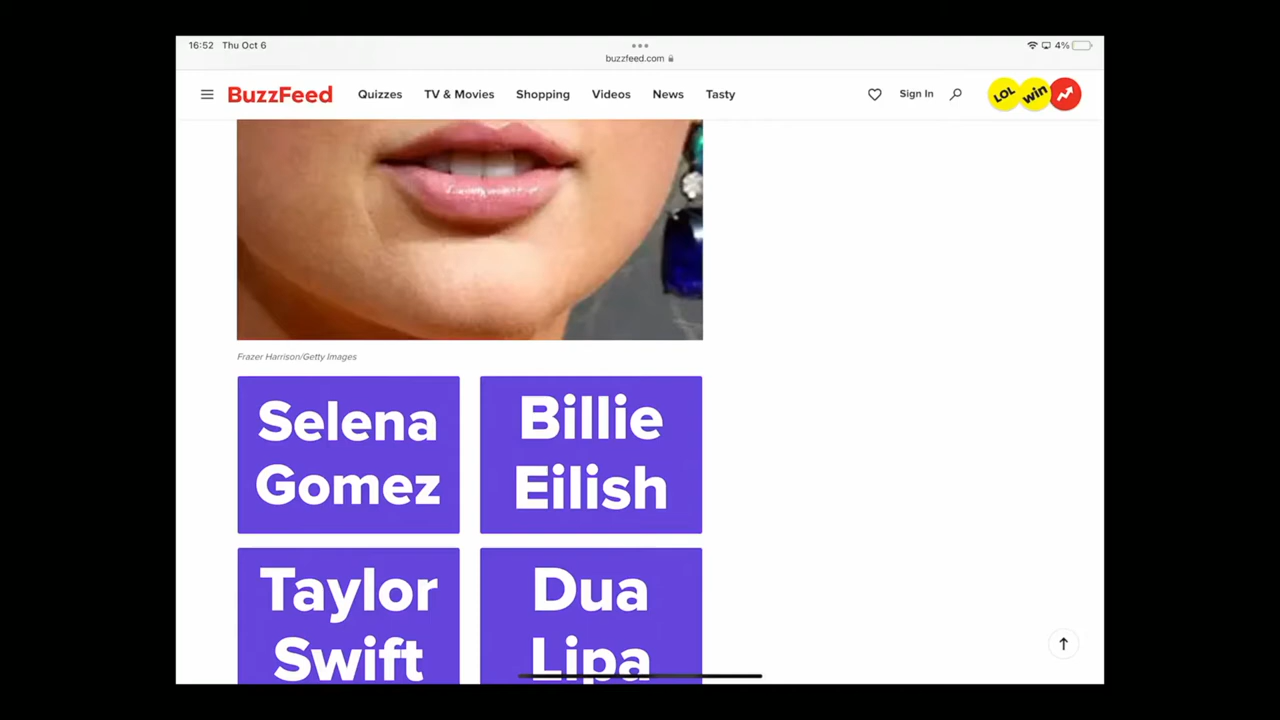 16:52 Thu Oct 6
4%
buzzfeed.com
BuzzFeed Quizzes TV & Movies Shopping Videos News Tasty Sign In LOL win
Frazer Harrison/Getty Images
Selena
Gomez
Billie
Eilish
Taylor
Swift
Dua
Lipa